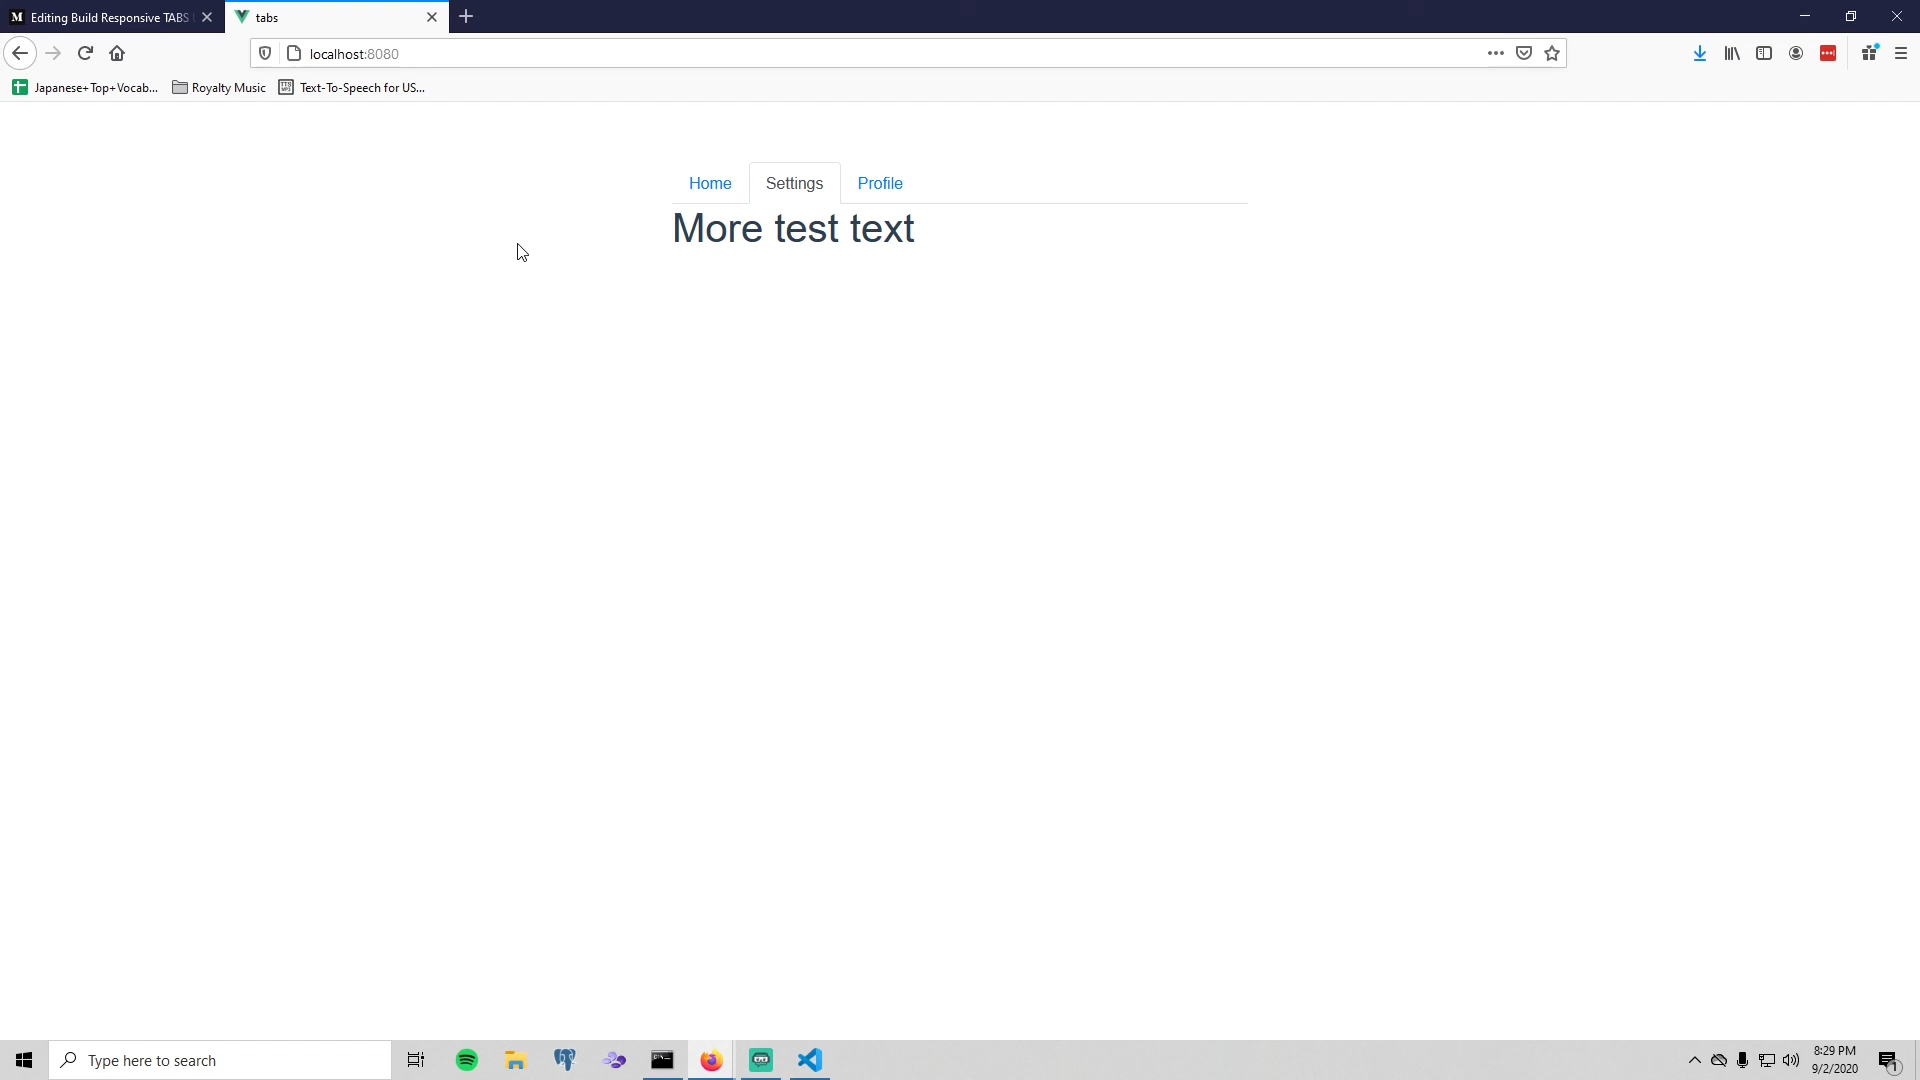 M Editing Build Responsive TABS
tabs
localhost:8080
Japanese+Top+Vocab...
Royalty Music
Text-To-Speech for US...
Home
Settings
Profile
More test text
Type here to search
8:29 PM
9/2/2020
1